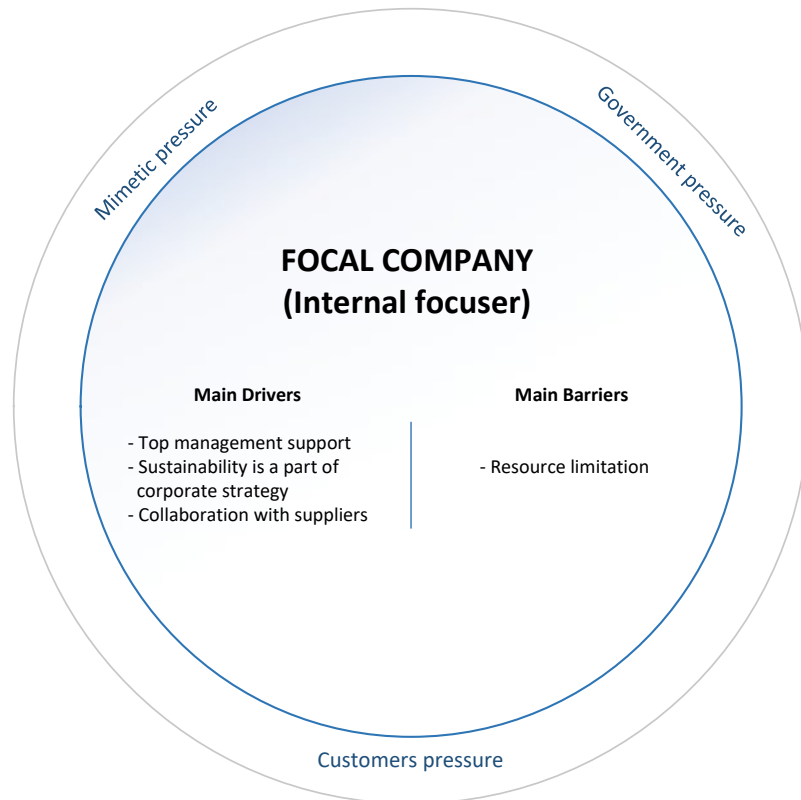 Mimetic pressure
Government pressure
FOCAL COMPANY
(Internal focuser)
Main Drivers
- Top management support
- Sustainability is a part of
corporate strategy
- Collaboration with suppliers
Main Barriers
- Resource limitation
Customers pressure